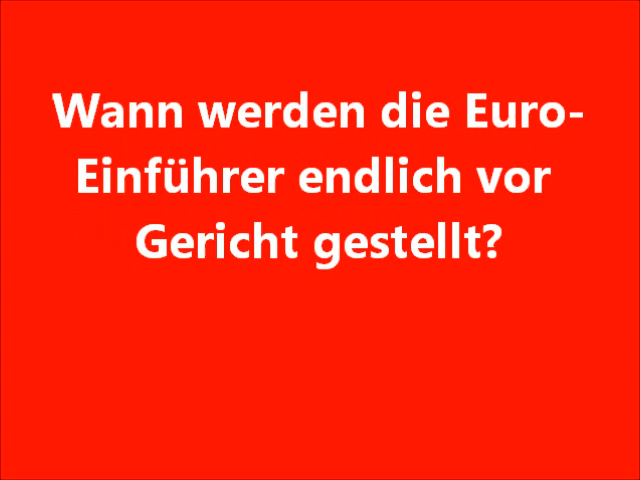 Wann werden die Euro-
Einführer endlich vor
Gericht gestellt?